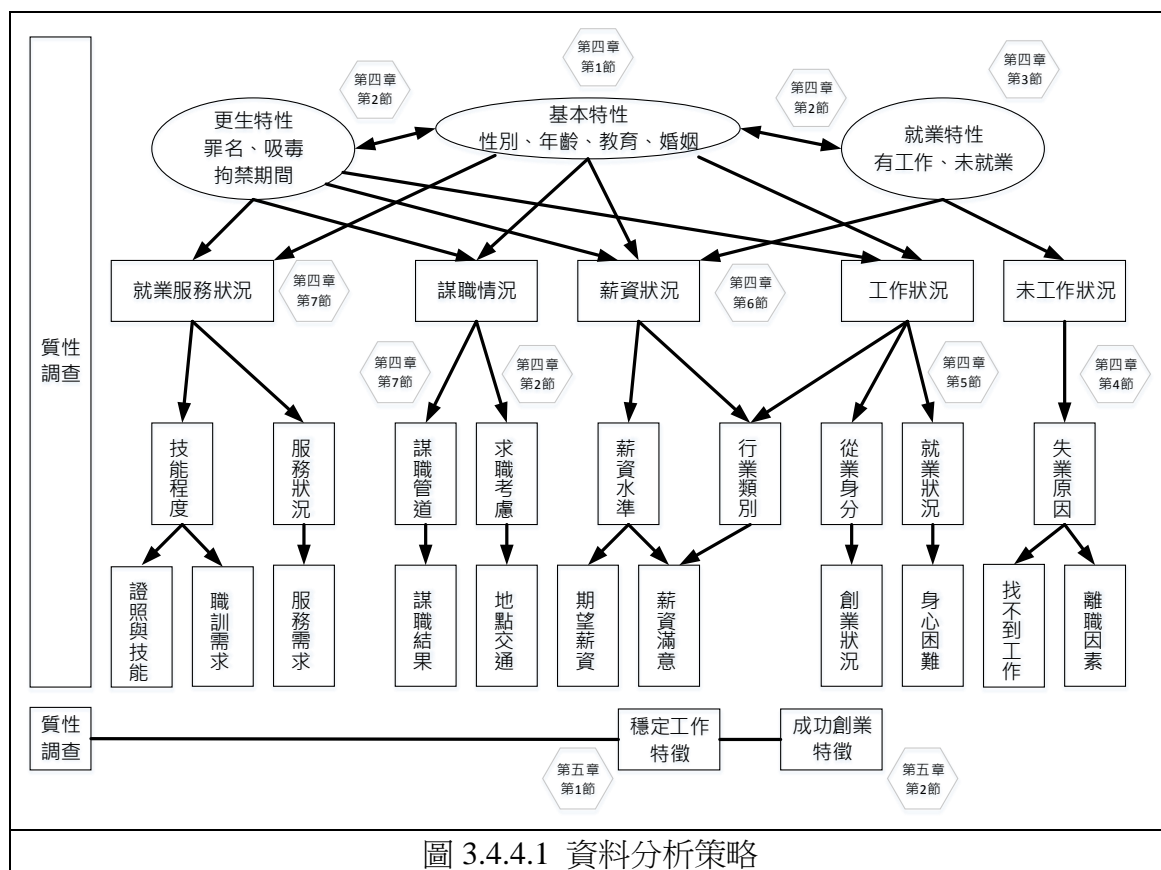 第四章
第1節
第四章
第3節
第四章
第2節
第四章
第2節
更生特性
罪名、吸毒
拘禁期間
基本特性
性別、年齡、教育、婚姻
就業特性
有工作、未就業
就業服務狀況
第四章
第7節
謀職情況
薪資狀況
第四章
第6節
工作狀況
未工作狀況
質性
調查
第四章
第7節
第四章
第2節
第四章
第5節
第四章
第4節
技能程度
服務狀況
謀職管道
求職考慮
薪資水準
行業類別
從業身分
就業狀況
失業原因
證照與技能
職訓需求
服務需求
謀職結果
地點交通
期望薪資
薪資滿意
創業狀況
身心困難
找不到工作
離職因素
質性
調查
穩定工作
特徵
成功創業
特徵
第五章
第1節
第五章
第2節
圖 3.4.4.1 資料分析策略